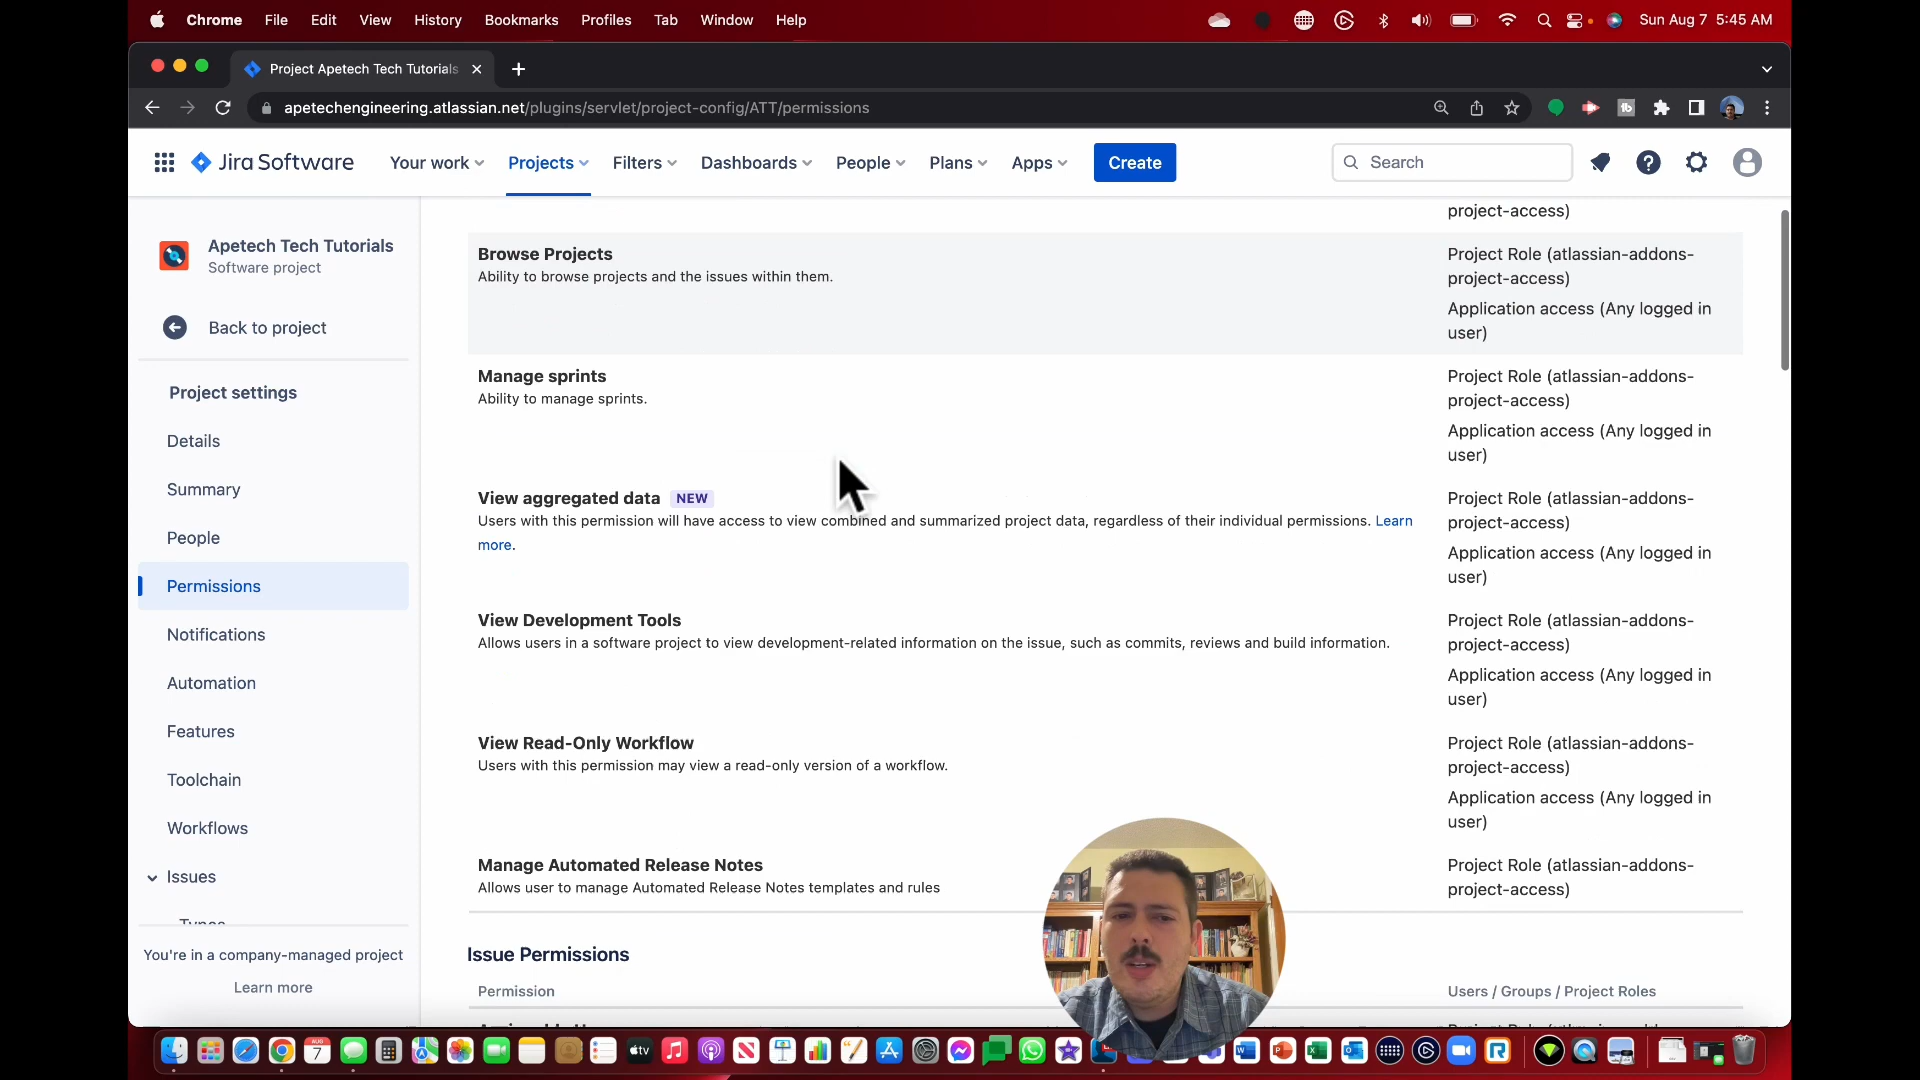 Chrome File Edit View History Bookmarks Profiles Tab Window Help Sun Aug 7 5:45 AM
Project Apetech Tech Tutorials
apetechengineering.atlassian.net/plugins/servlet/project-config/ATT/permissions
Jira Software Your work Projects Filters Dashboards People Plans Apps Create Search
Apetech Tech Tutorials
Software project
Back to project
Project settings
Details
Summary
People
Permissions
Notifications
Automation
Features
Toolchain
Workflows
Issues
Types
You're in a company-managed project
Learn more
project-access)
Browse Projects
Ability to browse projects and the issues within them.
Project Role (atlassian-addons-
project-access)
Application access (Any logged in
user)
Manage sprints
Ability to manage sprints.
Project Role (atlassian-addons-
project-access)
Application access (Any logged in
user)
View aggregated data NEW
Users with this permission will have access to view combined and summarized project data, regardless of their individual permissions. Learn
more.
Project Role (atlassian-addons-
project-access)
Application access (Any logged in
user)
View Development Tools
Allows users in a software project to view development-related information on the issue, such as commits, reviews and build information.
Project Role (atlassian-addons-
project-access)
Application access (Any logged in
user)
View Read-Only Workflow
Users with this permission may view a read-only version of a workflow.
Project Role (atlassian-addons-
project-access)
Application access (Any logged in
user)
Manage Automated Release Notes
Allows user to manage Automated Release Notes templates and rules
Project Role (atlassian-addons-
project-access)
Issue Permissions
Permission Users / Groups / Project Roles